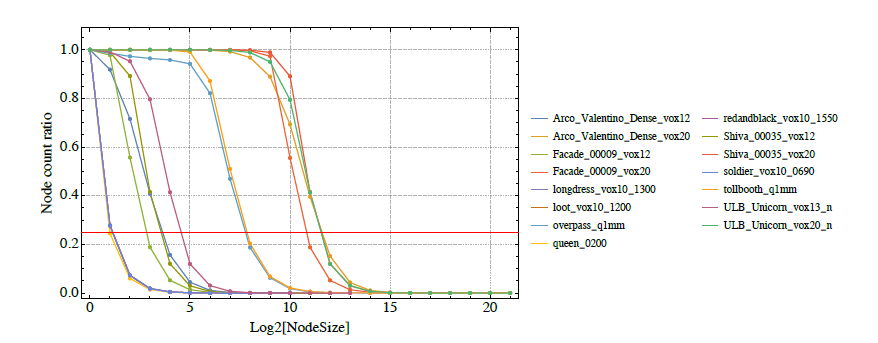 Node count ratio
1.0
0.8
0.6
0.4
0.2
0.0
0 5 10 15 20
Log2[NodeSize]
Arco_Valentino_Dense_vox12
Arco_Valentino_Dense_vox20
Facade_00009_vox12
Facade_00009_vox20
longdress_vox10_1300
loot_vox10_1200
overpass_q1mm
queen_0200
redandblack_vox10_1550
Shiva_00035_vox12
Shiva_00035_vox20
soldier_vox10_0690
tollbooth_q1mm
ULB_Unicorn_vox13_n
ULB_Unicorn_vox20_n